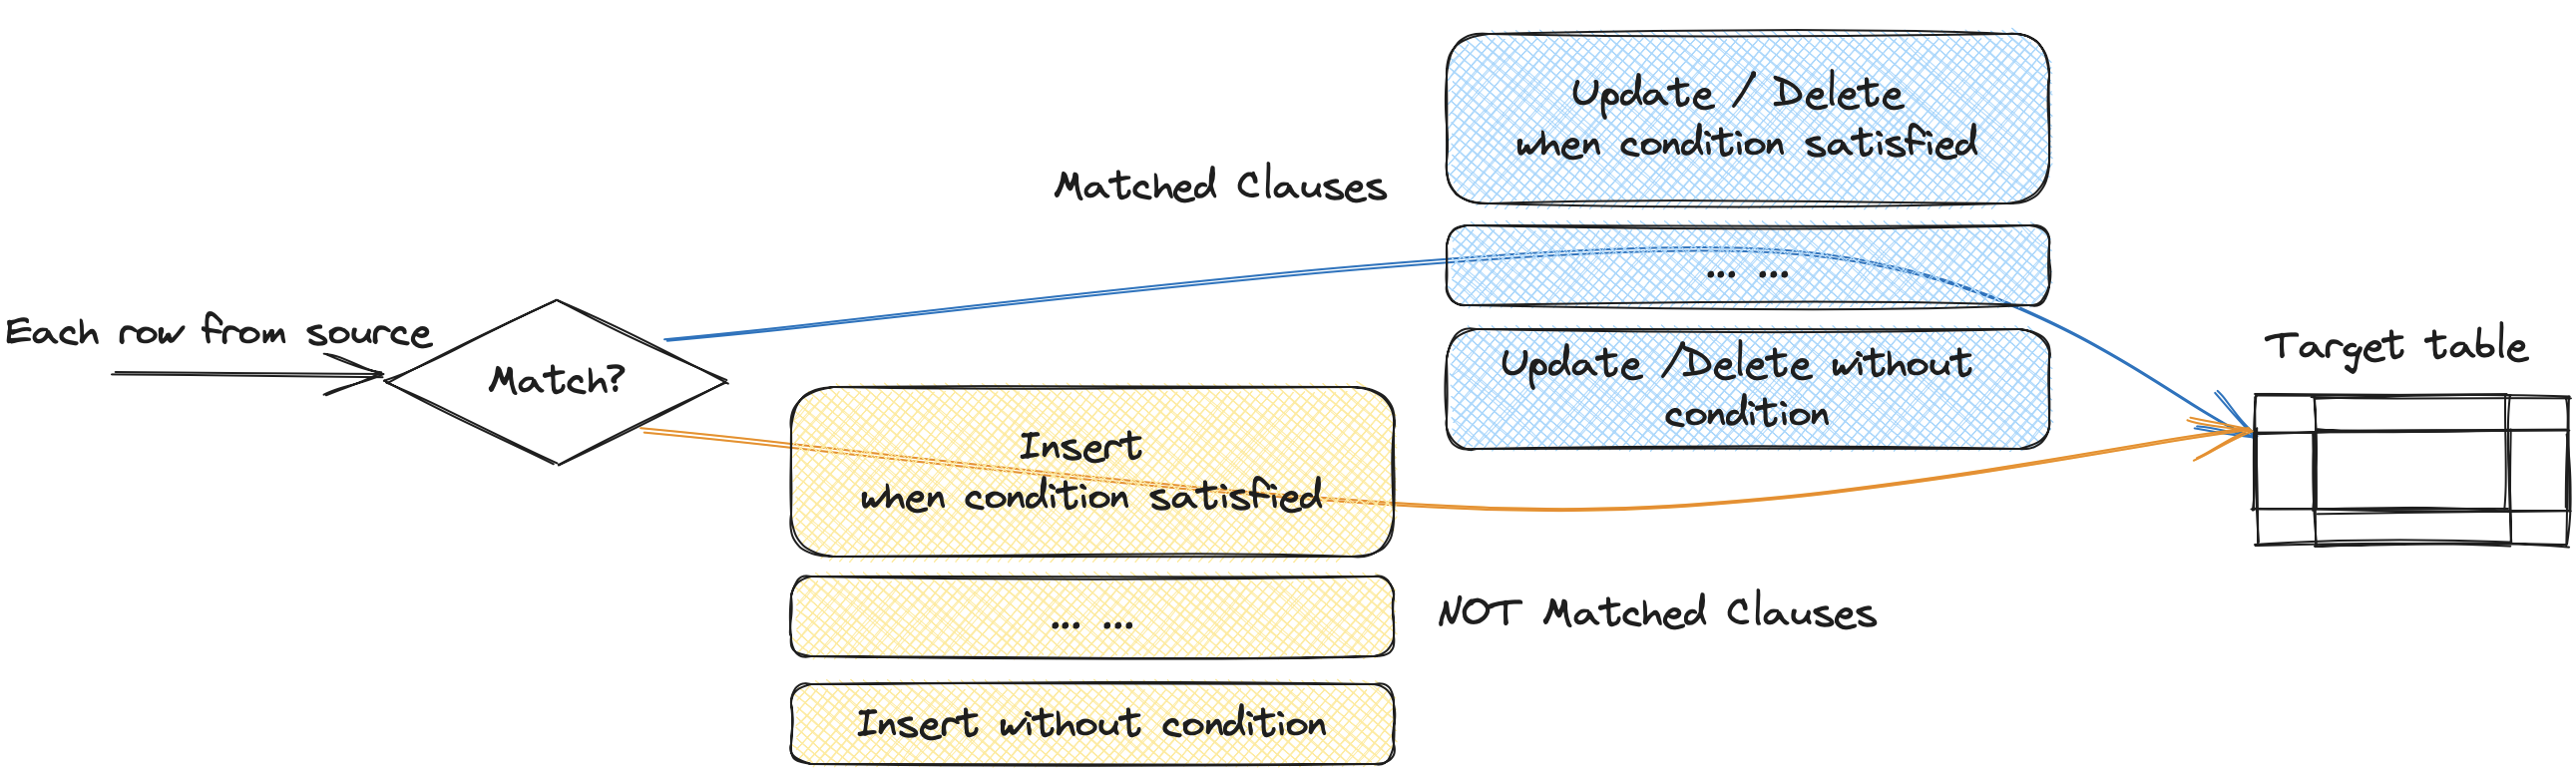 Each row from source
Match?
Matched Clauses
Update / Delete
when condition satisfied
... ...
Update /Delete without
condition
Insert
when condition satisfied
... ...
Insert without condition
NOT Matched Clauses
Target table